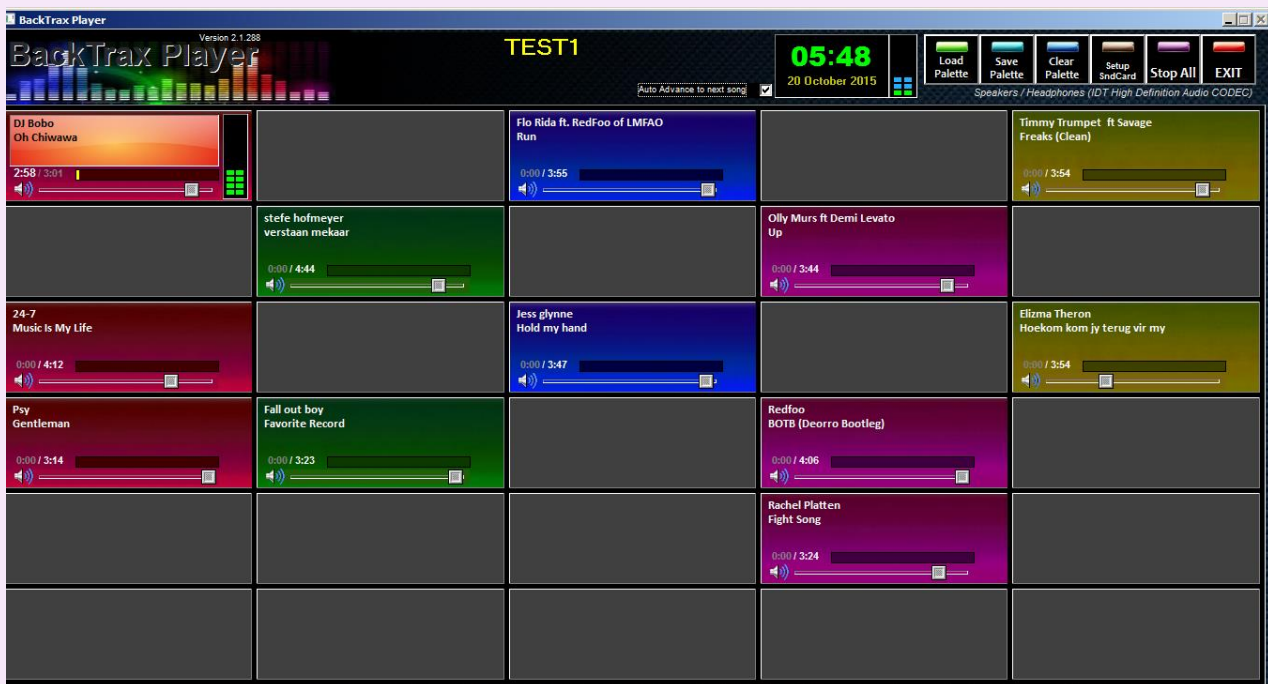 BackTrax Player
Version 2.1.288
BackTrax Player
TEST1
Auto Advance to next song
05:48
20 October 2015
Load Palette
Save Palette
Clear Palette
Setup SndCard
Stop All
EXIT
Speakers / Headphones (IDT High Definition Audio CODEC)
DJ Bobo
Oh Chiwawa
2:58 / 3:01
Flo Rida ft. RedFoo of LMFAO
Run
0:00 / 3:55
Timmy Trumpet ft Savage
Freaks (Clean)
0:00 / 3:54
stefe hofmeyer
verstaan mekaar
0:00 / 4:44
Olly Murs ft Demi Levato
Up
0:00 / 3:44
24-7
Music Is My Life
0:00 / 4:12
Jess glynne
Hold my hand
0:00 / 3:47
Elizma Theron
Hoekom kom jy terug vir my
0:00 / 3:54
Psy
Gentleman
0:00 / 3:14
Fall out boy
Favorite Record
0:00 / 3:23
Redfoo
BOTB (Deorro Bootleg)
0:00 / 4:06
Rachel Platten
Fight Song
0:00 / 3:24